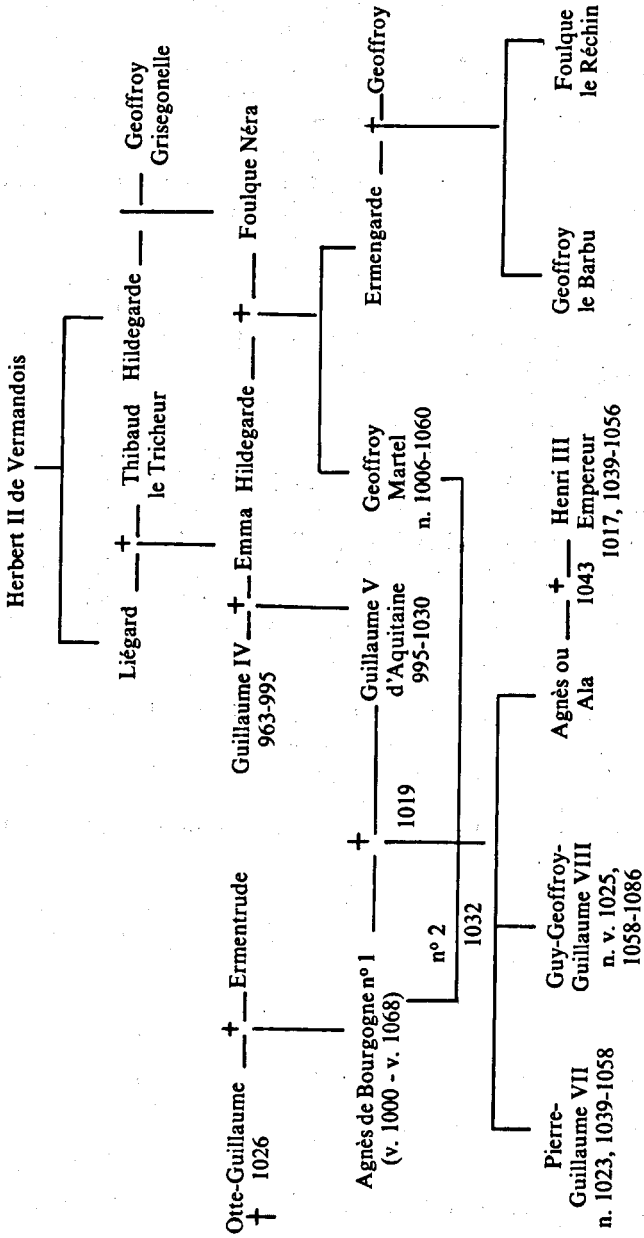 Herbert II de Vermandois
Liégard + Thibaud
le Tricheur
Hildegarde + Geoffroy
Grisegonelle
Otte-Guillaume + Ermentrude
† 1026
Guillaume IV + Emma
963-995
Hildegarde + Foulque Néra
Agnès de Bourgogne nº 1
(v. 1000 - v. 1068)
+
1019
Guillaume V
d'Aquitaine
995-1030
Geoffroy
Martel
n. 1006-1060
Ermengarde + Geoffroy
nº 2
1032
Pierre-
Guillaume VII
n. 1023, 1039-1058
Guy-Geoffroy-
Guillaume VIII
n. v. 1025,
1058-1086
Agnès ou
Ala
+
1043
Henri III
Empereur
1017, 1039-1056
Geoffroy
le Barbu
Foulque
le Réchin